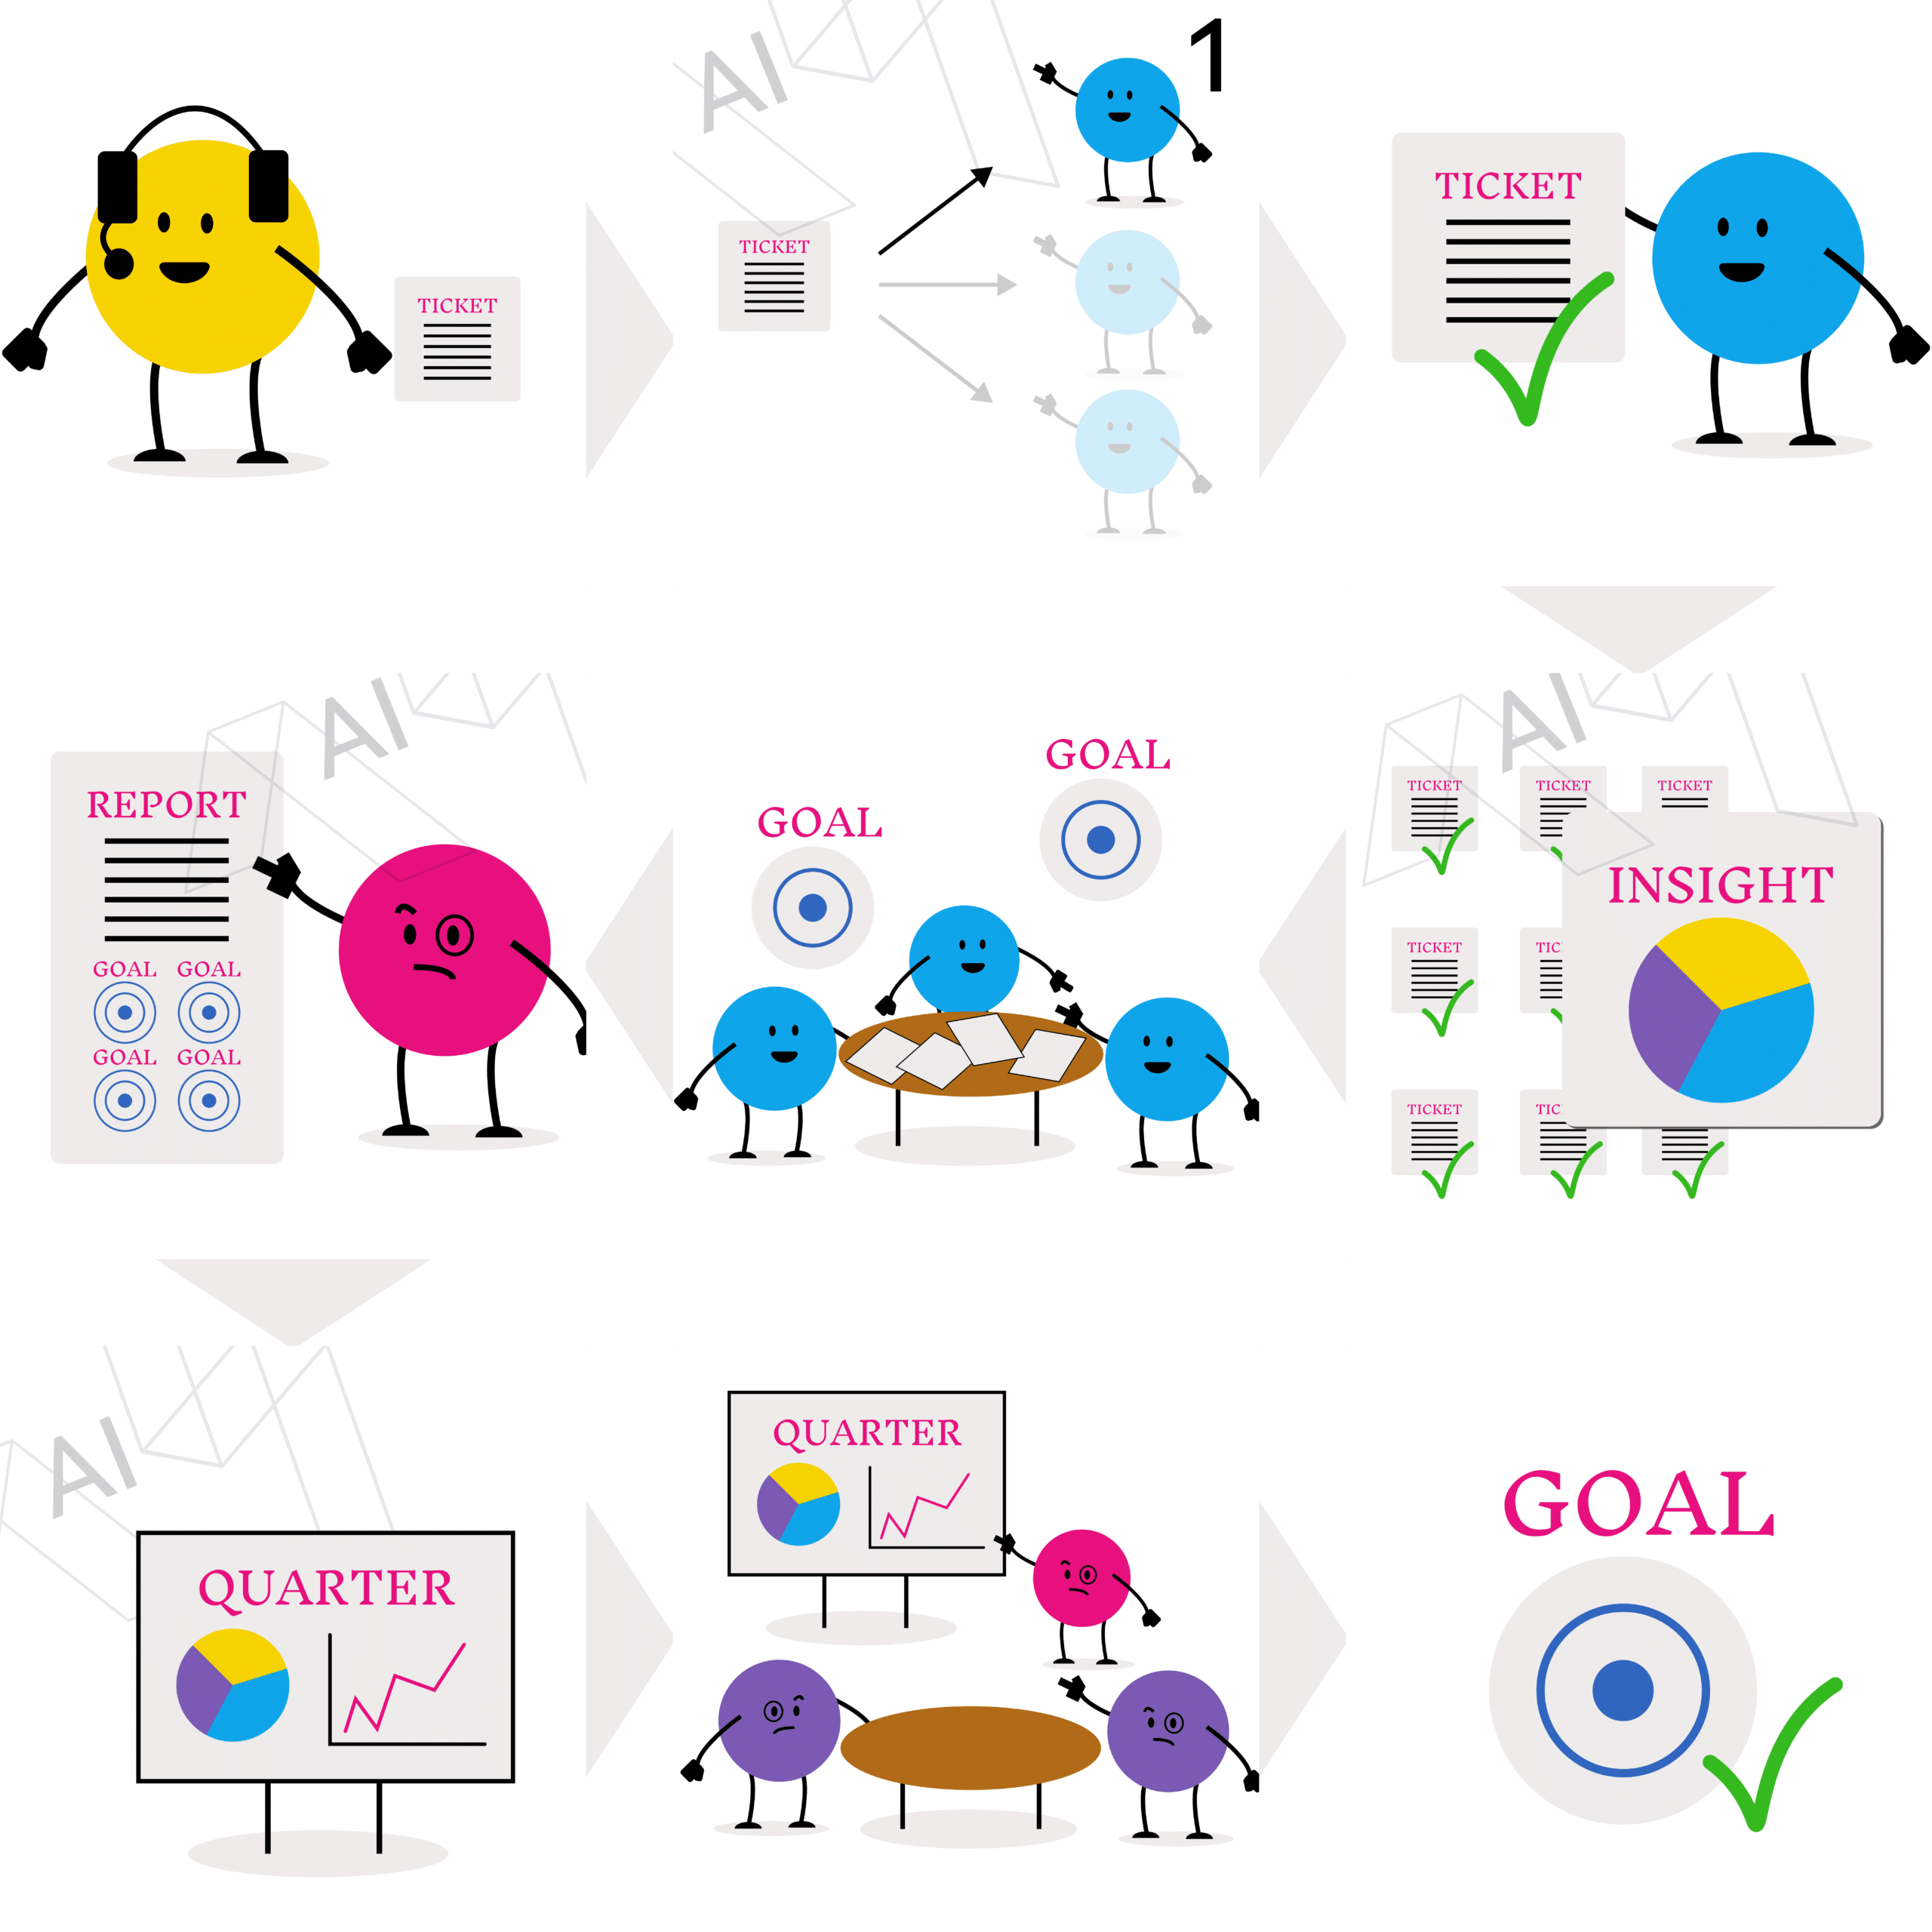 TICKET
AI
1
TICKET
TICKET
AI
TICKET TICKET TICKET
INSIGHT
TICKET TIC
TICKET TIC
GOAL
GOAL
AI
REPORT
GOAL GOAL
GOAL GOAL
AI
QUARTER
QUARTER
GOAL